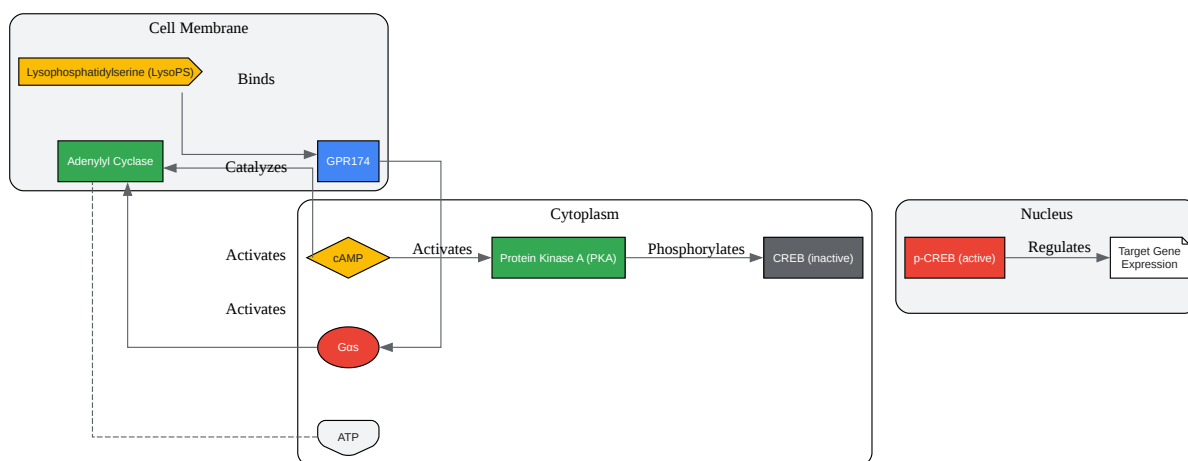 Cell Membrane
Lysophosphatidylserine (LysoPS)
Binds
Adenylyl Cyclase
Catalyzes
GPR174
Cytoplasm
Nucleus
Activates
cAMP
Activates
Protein Kinase A (PKA)
Phosphorylates
CREB (inactive)
p-CREB (active)
Regulates
Target Gene
Expression
Activates
Gαs
ATP